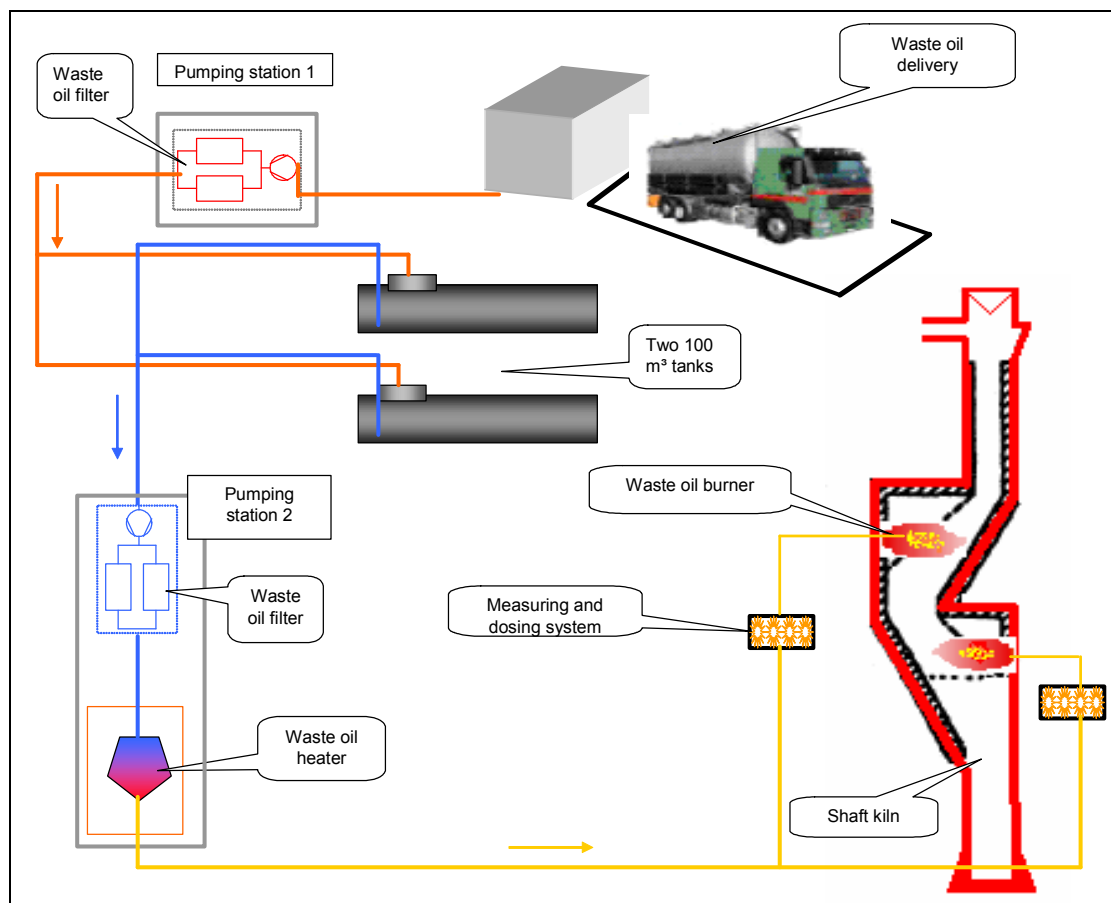 Waste oil
delivery
Waste
oil filter
Pumping station 1
Two 100
m³ tanks
Waste oil burner
Pumping
station 2
Waste
oil filter
Measuring and
dosing system
Waste oil
heater
Shaft kiln